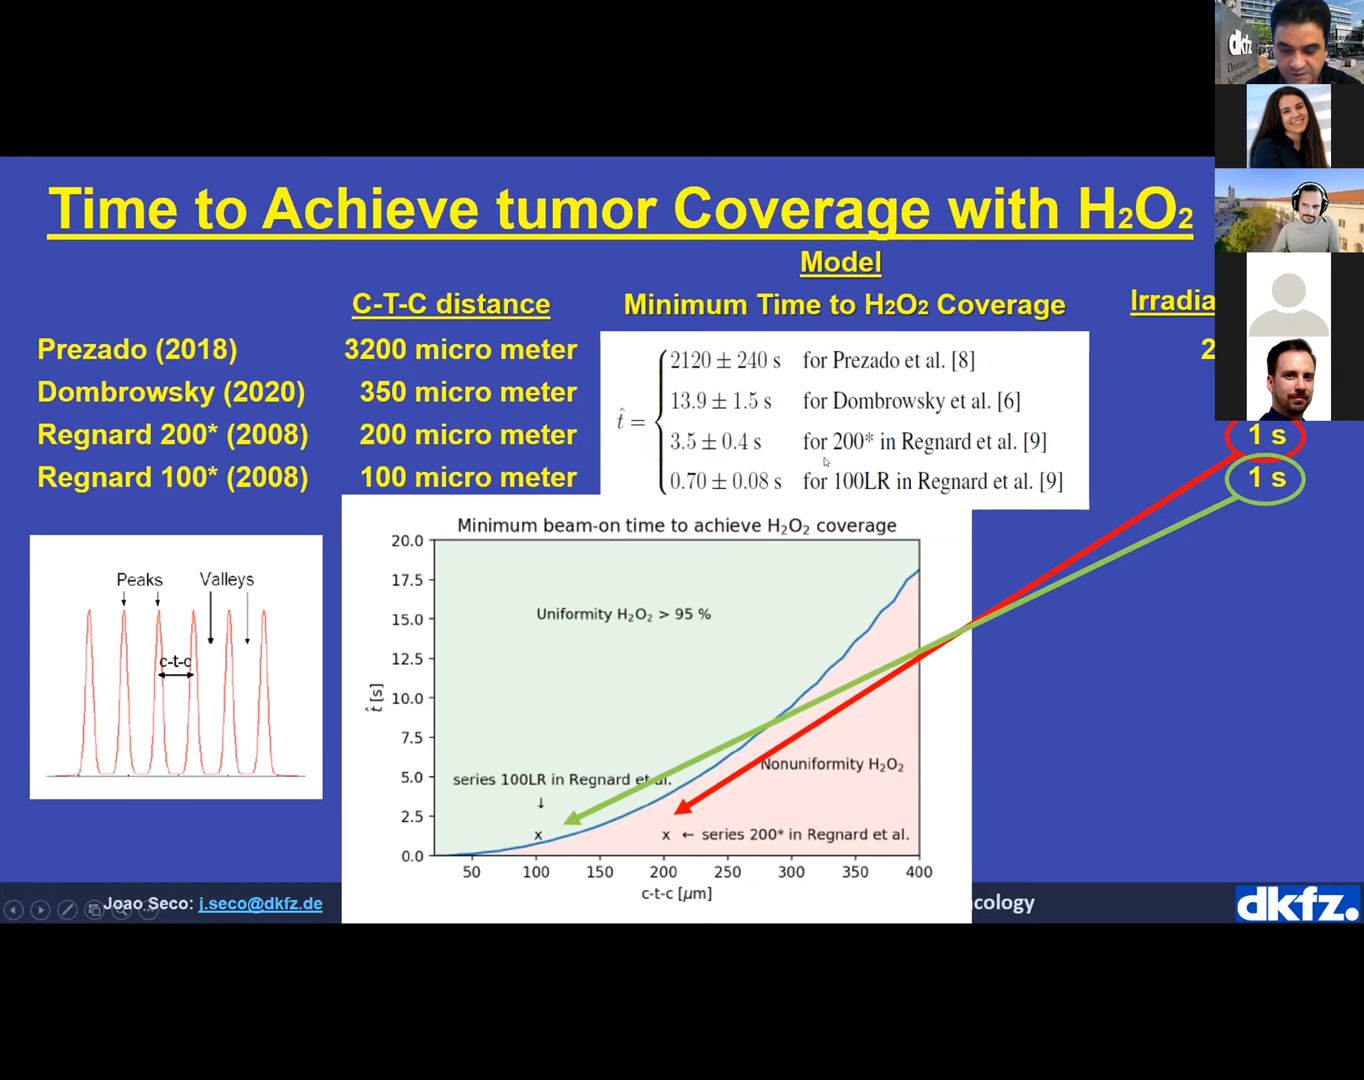 Time to Achieve tumor Coverage with H₂O₂
Model
C-T-C distance Minimum Time to H₂O₂ Coverage Irradia
Prezado (2018) 3200 micro meter 2
Dombrowsky (2020) 350 micro meter
Regnard 200* (2008) 200 micro meter 1 s
Regnard 100* (2008) 100 micro meter 1 s
t̂ =
2120 ± 240 s for Prezado et al. [8]
13.9 ± 1.5 s for Dombrowsky et al. [6]
3.5 ± 0.4 s for 200* in Regnard et al. [9]
0.70 ± 0.08 s for 100LR in Regnard et al. [9]
Peaks Valleys
c-t-c
Minimum beam-on time to achieve H₂O₂ coverage
20.0
17.5
15.0
12.5
10.0
7.5
5.0
2.5
0.0
t̂ [s]
Uniformity H₂O₂ > 95 %
Nonuniformity H₂O₂
series 100LR in Regnard et al.
↓
x
x ← series 200* in Regnard et al.
50 100 150 200 250 300 350 400
c-t-c [μm]
Joao Seco: j.seco@dkfz.de
cology
dkfz.
dkfz